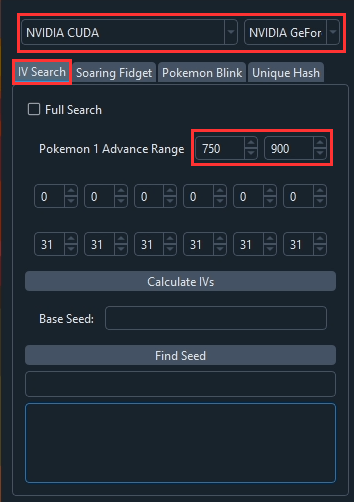 NVIDIA CUDA NVIDIA GeFor
IV Search Soaring Fidget Pokemon Blink Unique Hash
Full Search
Pokemon 1 Advance Range 750 900
0 0 0 0 0 0
31 31 31 31 31 31
Calculate IVs
Base Seed:
Find Seed